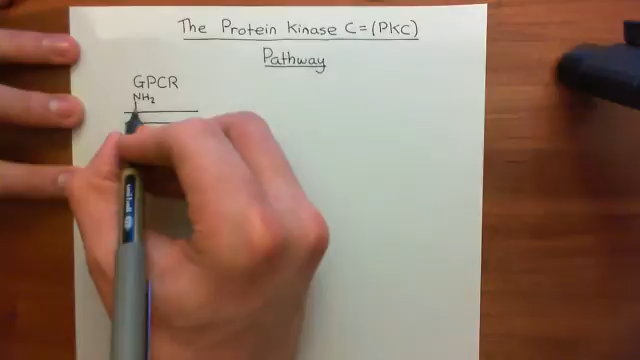 The Protein Kinase C=(PKC)
Pathway
GPCR
NH2